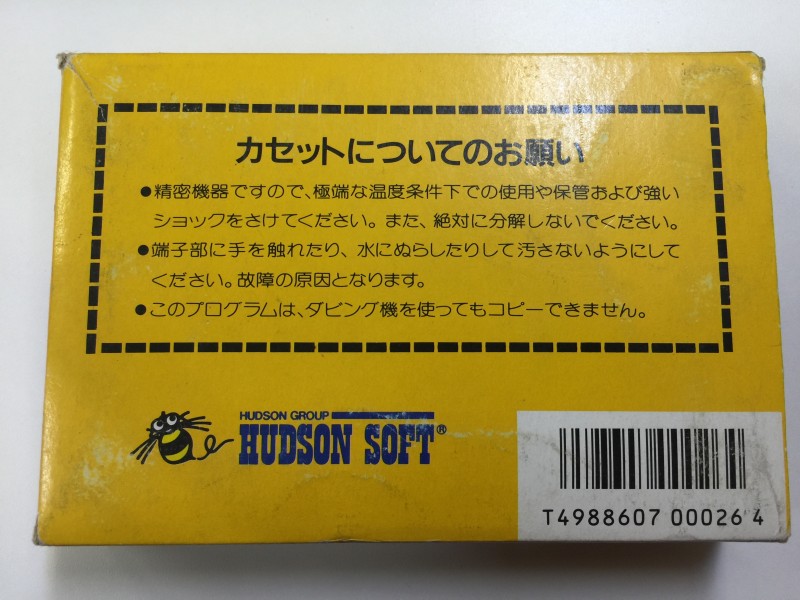 カセットについてのお願い
●精密機器ですので、極端な温度条件下での使用や保管および強い
ショックをさけてください。また、絶対に分解しないでください。
●端子部に手を触れたり、水にぬらしたりして汚さないようにして
ください。故障の原因となります。
●このプログラムは、ダビング機を使ってもコピーできません。
HUDSON GROUP
HUDSON SOFT®
T4988607 000264